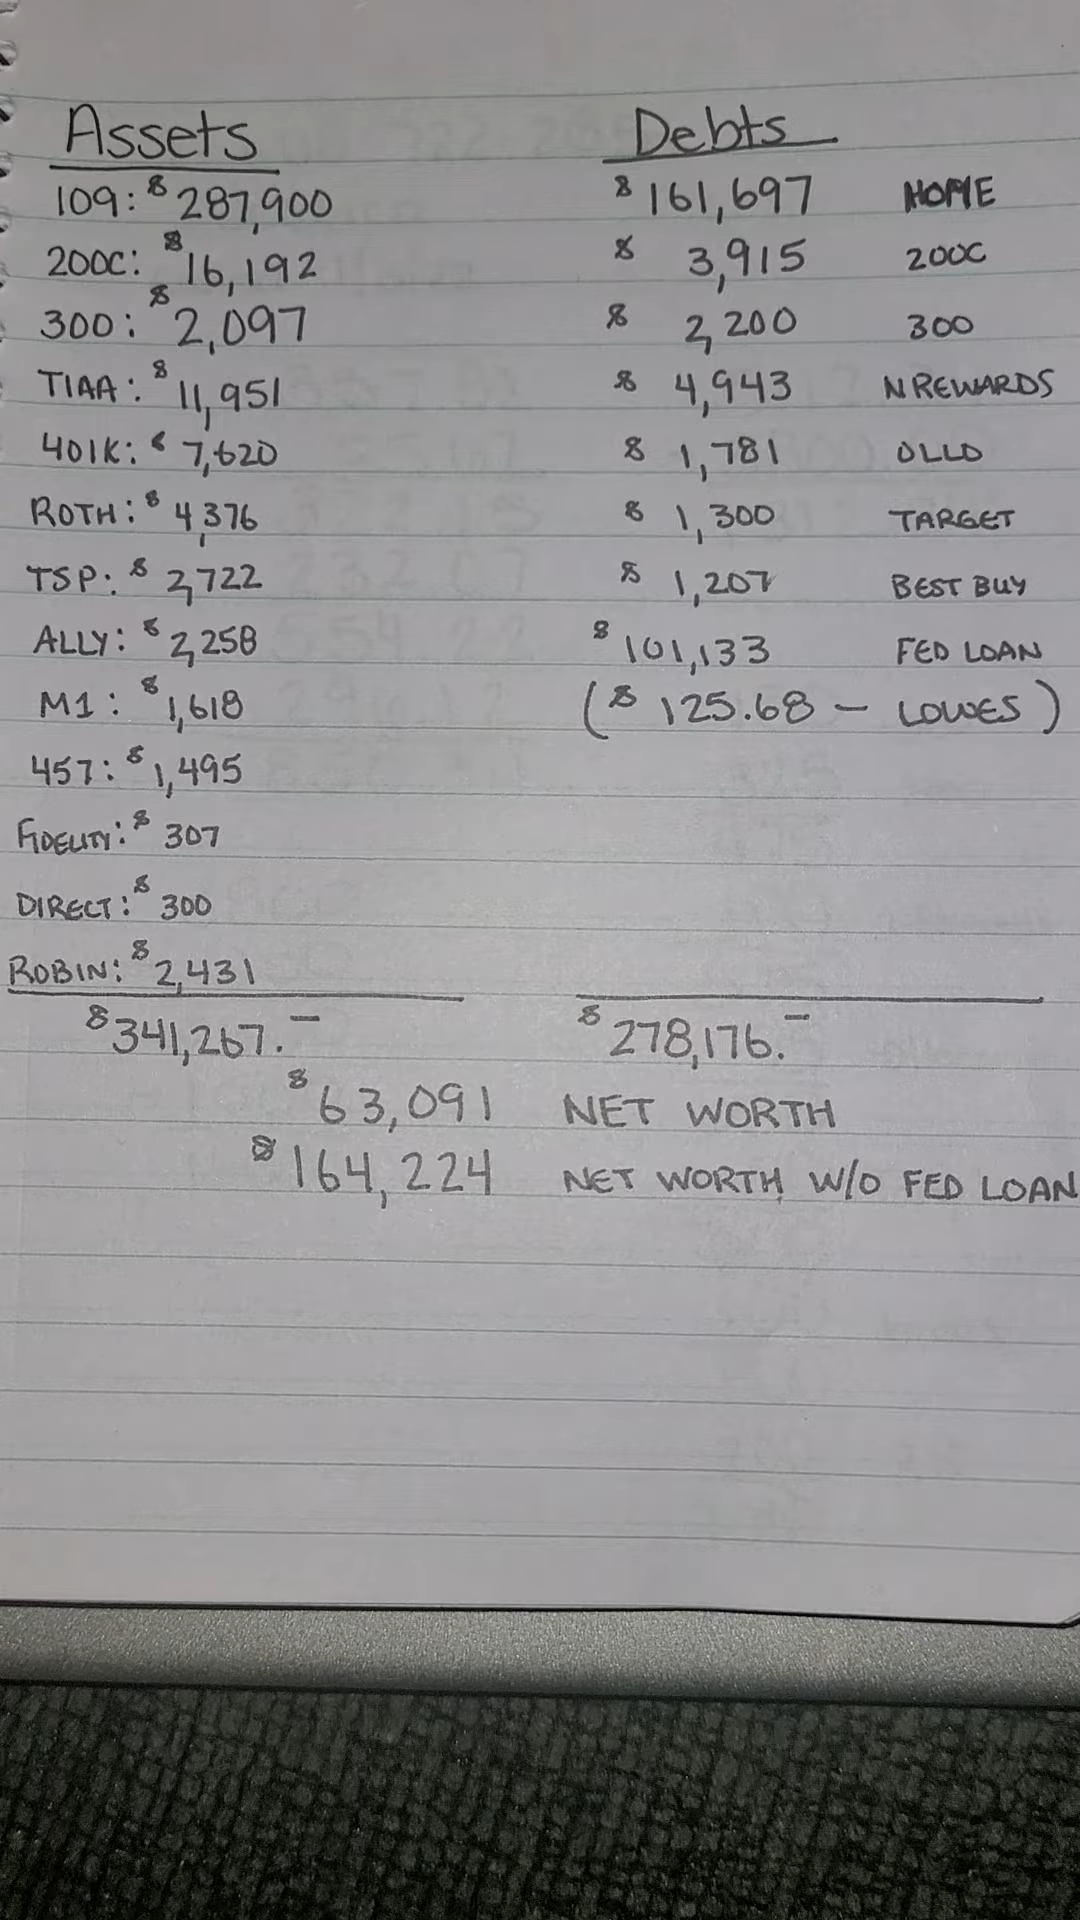 Assets Debts
109: $287,900 $161,697 HOME
200C: $16,192 $3,915 200C
300: $2,097 $2,200 300
TIAA: $11,951 $4,943 N REWARDS
401K: $7,620 $1,781 OLLO
ROTH: $4,376 $1,300 TARGET
TSP: $2,722 $1,207 BEST BUY
ALLY: $2,258 $101,133 FED LOAN
M1: $1,618 ($125.68 - LOWES)
457: $1,495
FIDELITY: $307
DIRECT: $300
ROBIN: $2,431
$341,267.- $278,176.-
$63,091 NET WORTH
$164,224 NET WORTH W/O FED LOAN